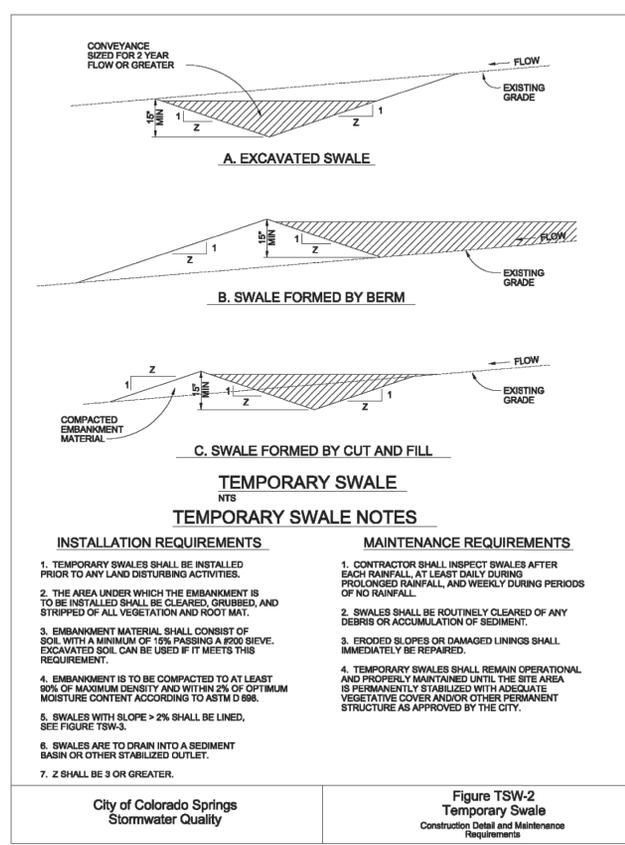 CONVEYANCE
SIZED FOR 2 YEAR
FLOW OR GREATER
FLOW
EXISTING
GRADE
15"
MIN
1
Z
1
Z
A. EXCAVATED SWALE
15"
MIN
1
Z
1
Z
FLOW
EXISTING
GRADE
B. SWALE FORMED BY BERM
Z
1
15"
MIN
1
Z
1
Z
FLOW
EXISTING
GRADE
COMPACTED
EMBANKMENT
MATERIAL
C. SWALE FORMED BY CUT AND FILL
TEMPORARY SWALE
NTS
TEMPORARY SWALE NOTES
INSTALLATION REQUIREMENTS
1. TEMPORARY SWALES SHALL BE INSTALLED
PRIOR TO ANY LAND DISTURBING ACTIVITIES.
2. THE AREA UNDER WHICH THE EMBANKMENT IS
TO BE INSTALLED SHALL BE CLEARED, GRUBBED, AND
STRIPPED OF ALL VEGETATION AND ROOT MAT.
3. EMBANKMENT MATERIAL SHALL CONSIST OF
SOIL WITH A MINIMUM OF 15% PASSING A #200 SIEVE.
EXCAVATED SOIL CAN BE USED IF IT MEETS THIS
REQUIREMENT.
4. EMBANKMENT IS TO BE COMPACTED TO AT LEAST
90% OF MAXIMUM DENSITY AND WITHIN 2% OF OPTIMUM
MOISTURE CONTENT ACCORDING TO ASTM D 698.
5. SWALES WITH SLOPE > 2% SHALL BE LINED,
SEE FIGURE TSW-3.
6. SWALES ARE TO DRAIN INTO A SEDIMENT
BASIN OR OTHER STABILIZED OUTLET.
7. Z SHALL BE 3 OR GREATER.
MAINTENANCE REQUIREMENTS
1. CONTRACTOR SHALL INSPECT SWALES AFTER
EACH RAINFALL, AT LEAST DAILY DURING
PROLONGED RAINFALL, AND WEEKLY DURING PERIODS
OF NO RAINFALL.
2. SWALES SHALL BE ROUTINELY CLEARED OF ANY
DEBRIS OR ACCUMULATION OF SEDIMENT.
3. ERODED SLOPES OR DAMAGED LININGS SHALL
IMMEDIATELY BE REPAIRED.
4. TEMPORARY SWALES SHALL REMAIN OPERATIONAL
AND PROPERLY MAINTAINED UNTIL THE SITE AREA
IS PERMANENTLY STABILIZED WITH ADEQUATE
VEGETATIVE COVER AND/OR OTHER PERMANENT
STRUCTURE AS APPROVED BY THE CITY.
City of Colorado Springs
Stormwater Quality
Figure TSW-2
Temporary Swale
Construction Detail and Maintenance
Requirements